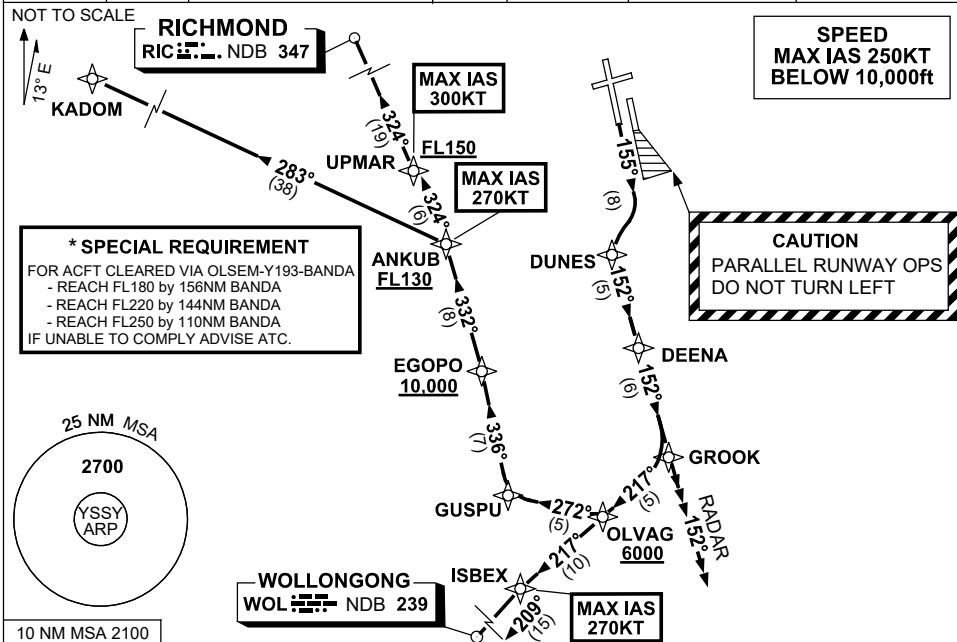 NOT TO SCALE
13° E
RICHMOND
RIC NDB 347
KADOM
MAX IAS
300KT
SPEED
MAX IAS 250KT
BELOW 10,000ft
324°
(19)
UPMAR
FL150
283°
(38)
324°
(6)
MAX IAS
270KT
155°
(8)
* SPECIAL REQUIREMENT
FOR ACFT CLEARED VIA OLSEM-Y193-BANDA
- REACH FL180 by 156NM BANDA
- REACH FL220 by 144NM BANDA
- REACH FL250 by 110NM BANDA
IF UNABLE TO COMPLY ADVISE ATC.
ANKUB
FL130
DUNES
CAUTION
PARALLEL RUNWAY OPS
DO NOT TURN LEFT
152°
(5)
332°
(8)
DEENA
EGOPO
10,000
152°
(6)
25 NM MSA
2700
YSSY
ARP
336°
(7)
GROOK
GUSPU
272°
(5)
217°
(5)
OLVAG
6000
RADAR
152°
217°
(10)
ISBEX
WOLLONGONG
WOL NDB 239
209°
(15)
MAX IAS
270KT
10 NM MSA 2100